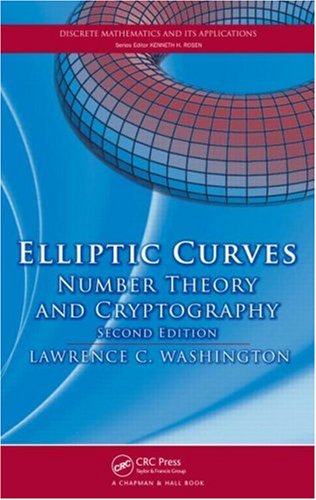 DISCRETE MATHEMATICS AND ITS APPLICATIONS
Series Editor KENNETH H. ROSEN
ELLIPTIC CURVES
NUMBER THEORY
AND CRYPTOGRAPHY
SECOND EDITION
LAWRENCE C. WASHINGTON
CRC
CRC Press
Taylor & Francis Group
A CHAPMAN & HALL BOOK